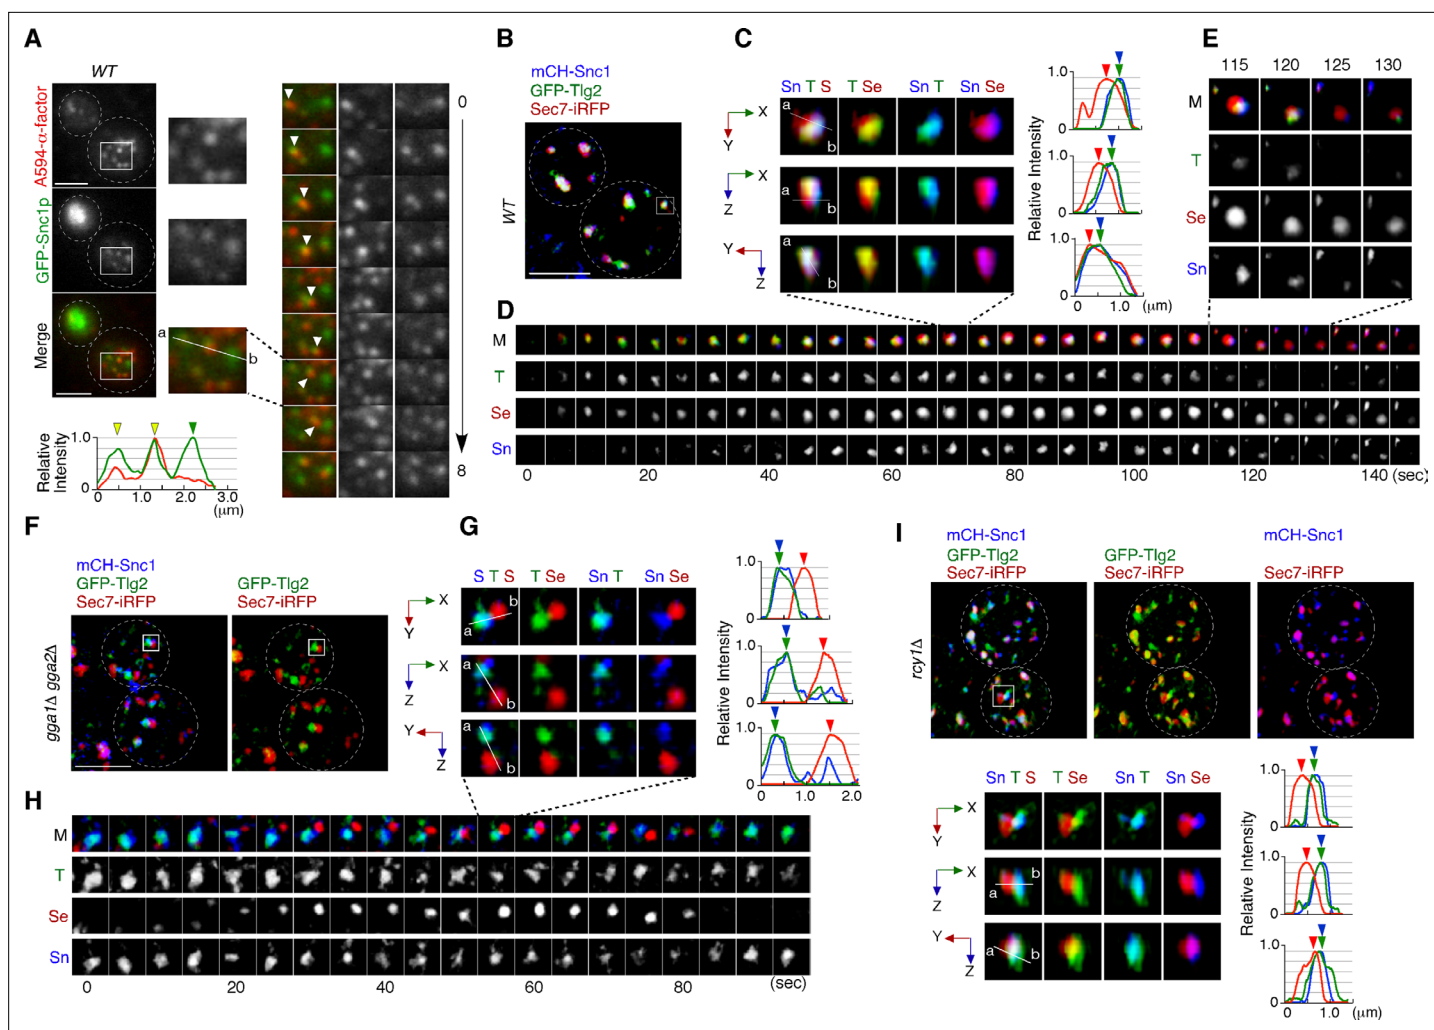 A
WT
A594-α-factor
GFP-Snc1p
Merge
a
b
0
8
Relative
Intensity
1.0
0
0
1.0
2.0
3.0
(μm)
B
mCH-Snc1
GFP-Tlg2
Sec7-iRFP
WT
C
Sn T S
T Se
Sn T
Sn Se
X
Y
a
b
X
Z
a
b
Y
Z
a
b
Relative Intensity
1.0
0
1.0
0
1.0
0
0
1.0
(μm)
E
115 120 125 130
M
T
Se
Sn
D
M
T
Se
Sn
0 20 40 60 80 100 120 140 (sec)
F
mCH-Snc1
GFP-Tlg2
Sec7-iRFP
GFP-Tlg2
Sec7-iRFP
gga1Δ gga2Δ
G
S T S
T Se
Sn T
Sn Se
X
Y
a
b
X
Z
a
b
Y
Z
a
b
Relative Intensity
1.0
0
1.0
0
1.0
0
0 1.0 2.0
H
M
T
Se
Sn
0 20 40 60 80 (sec)
I
mCH-Snc1
GFP-Tlg2
Sec7-iRFP
GFP-Tlg2
Sec7-iRFP
mCH-Snc1
Sec7-iRFP
rcy1Δ
Sn T S
T Se
Sn T
Sn Se
X
Y
X
Z
a
b
Y
Z
a
b
Relative Intensity
1.0
0
1.0
0
1.0
0
0 1.0 (μm)